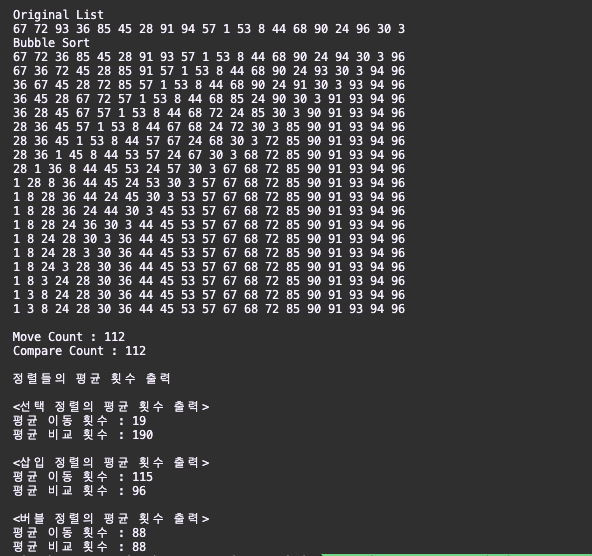 Original List
67 72 93 36 85 45 28 91 94 57 1 53 8 44 68 90 24 96 30 3
Bubble Sort
67 72 36 85 45 28 91 93 57 1 53 8 44 68 90 24 94 30 3 96
67 36 72 45 28 85 91 57 1 53 8 44 68 90 24 93 30 3 94 96
36 67 45 28 72 85 57 1 53 8 44 68 90 24 91 30 3 93 94 96
36 45 28 67 72 57 1 53 8 44 68 85 24 90 30 3 91 93 94 96
36 28 45 67 57 1 53 8 44 68 72 24 85 30 3 90 91 93 94 96
28 36 45 57 1 53 8 44 67 68 24 72 30 3 85 90 91 93 94 96
28 36 45 1 53 8 44 57 67 24 68 30 3 72 85 90 91 93 94 96
28 36 1 45 8 44 53 57 24 67 30 3 68 72 85 90 91 93 94 96
28 1 36 8 44 45 53 24 57 30 3 67 68 72 85 90 91 93 94 96
1 28 8 36 44 45 24 53 30 3 57 67 68 72 85 90 91 93 94 96
1 8 28 36 44 24 45 30 3 53 57 67 68 72 85 90 91 93 94 96
1 8 28 36 24 44 30 3 45 53 57 67 68 72 85 90 91 93 94 96
1 8 28 24 36 30 3 44 45 53 57 67 68 72 85 90 91 93 94 96
1 8 24 28 30 3 36 44 45 53 57 67 68 72 85 90 91 93 94 96
1 8 24 28 3 30 36 44 45 53 57 67 68 72 85 90 91 93 94 96
1 8 24 3 28 30 36 44 45 53 57 67 68 72 85 90 91 93 94 96
1 8 3 24 28 30 36 44 45 53 57 67 68 72 85 90 91 93 94 96
1 3 8 24 28 30 36 44 45 53 57 67 68 72 85 90 91 93 94 96
1 3 8 24 28 30 36 44 45 53 57 67 68 72 85 90 91 93 94 96
Move Count : 112
Compare Count : 112
정렬들의 평균 횟수 출력
<선택 정렬의 평균 횟수 출력>
평균 이동 횟수 : 19
평균 비교 횟수 : 190
<삽입 정렬의 평균 횟수 출력>
평균 이동 횟수 : 115
평균 비교 횟수 : 96
<버블 정렬의 평균 횟수 출력>
평균 이동 횟수 : 88
평균 비교 횟수 : 88